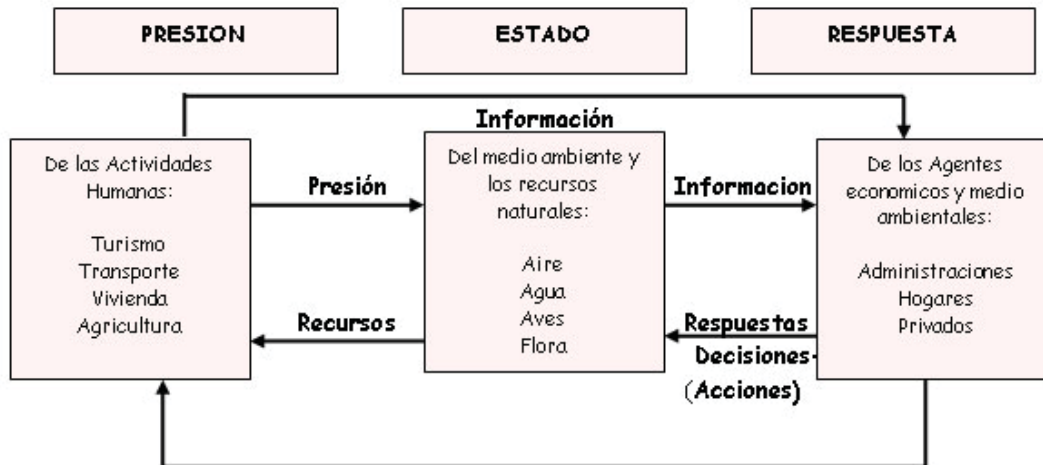 PRESION
ESTADO
RESPUESTA
Información
De las Actividades
Humanas:
Turismo
Transporte
Vivienda
Agricultura
Presión
Recursos
Del medio ambiente y
los recursos
naturales:
Aire
Agua
Aves
Flora
Informacion
Respuestas
Decisiones-
(Acciones)
De los Agentes
economicos y medio
ambientales:
Administraciones
Hogares
Privados